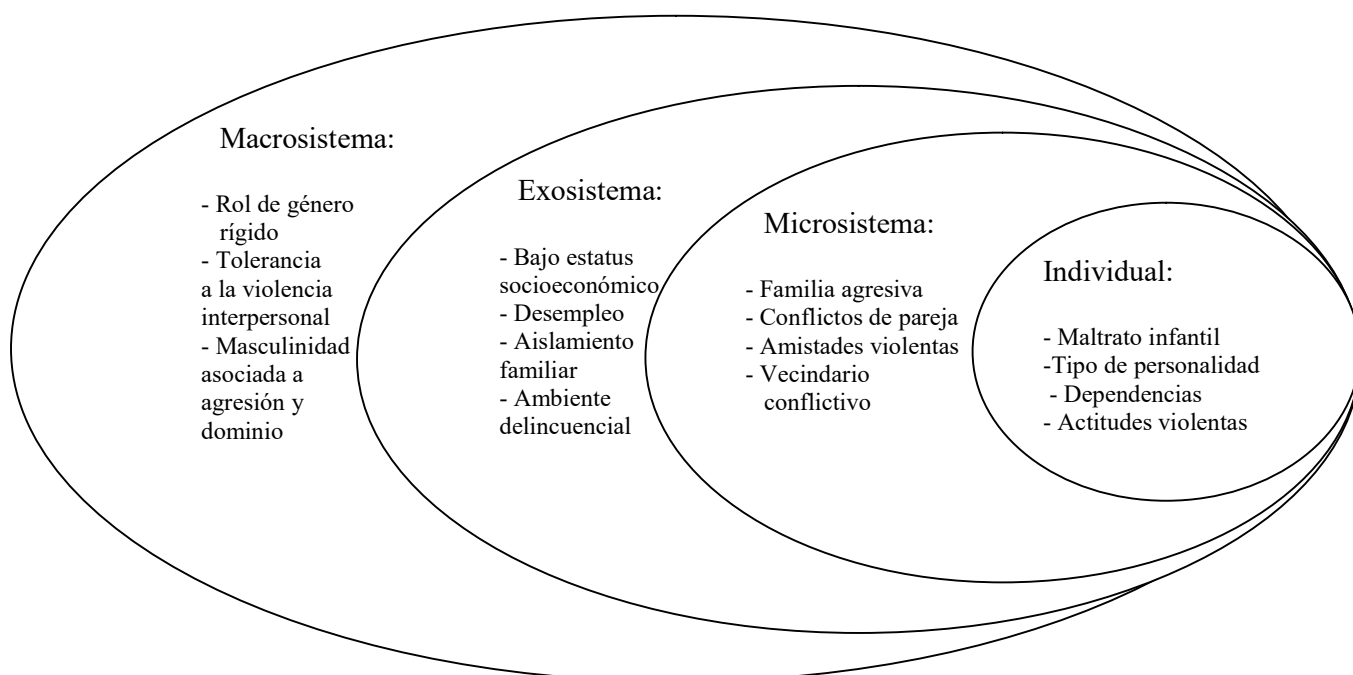 Macrosistema:
- Rol de género
rígido
- Tolerancia
a la violencia
interpersonal
- Masculinidad
asociada a
agresión y
dominio
Exosistema:
- Bajo estatus
socioeconómico
- Desempleo
- Aislamiento
familiar
- Ambiente
delincuencial
Microsistema:
- Familia agresiva
- Conflictos de pareja
- Amistades violentas
- Vecindario
conflictivo
Individual:
- Maltrato infantil
-Tipo de personalidad
- Dependencias
- Actitudes violentas